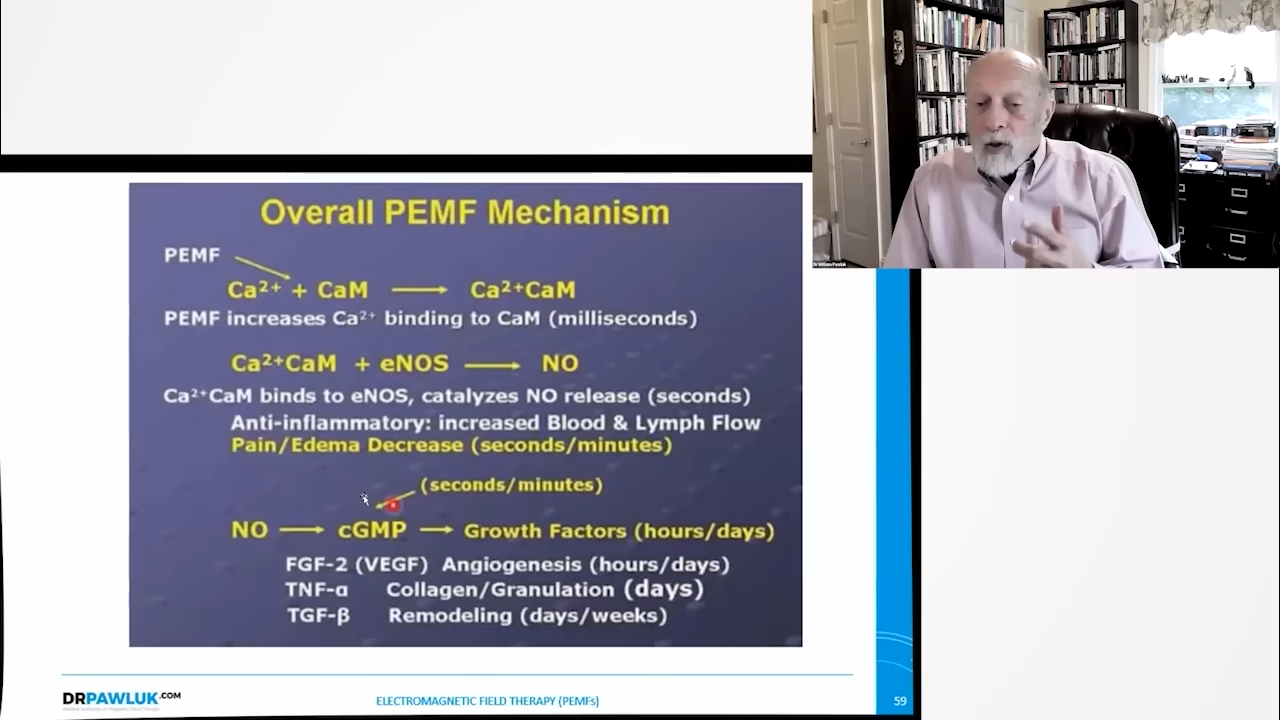 Overall PEMF Mechanism
PEMF
Ca²⁺ + CaM ⟶ Ca²⁺CaM
PEMF increases Ca²⁺ binding to CaM (milliseconds)
Ca²⁺CaM + eNOS ⟶ NO
Ca²⁺CaM binds to eNOS, catalyzes NO release (seconds)
Anti-inflammatory: increased Blood & Lymph Flow
Pain/Edema Decrease (seconds/minutes)
(seconds/minutes)
NO ⟶ cGMP ⟶ Growth Factors (hours/days)
FGF-2 (VEGF) Angiogenesis (hours/days)
TNF-α Collagen/Granulation (days)
TGF-β Remodeling (days/weeks)
DRPAWLUK.COM
ELECTROMAGNETIC FIELD THERAPY (PEMFs)
59
Dr William Pawluk